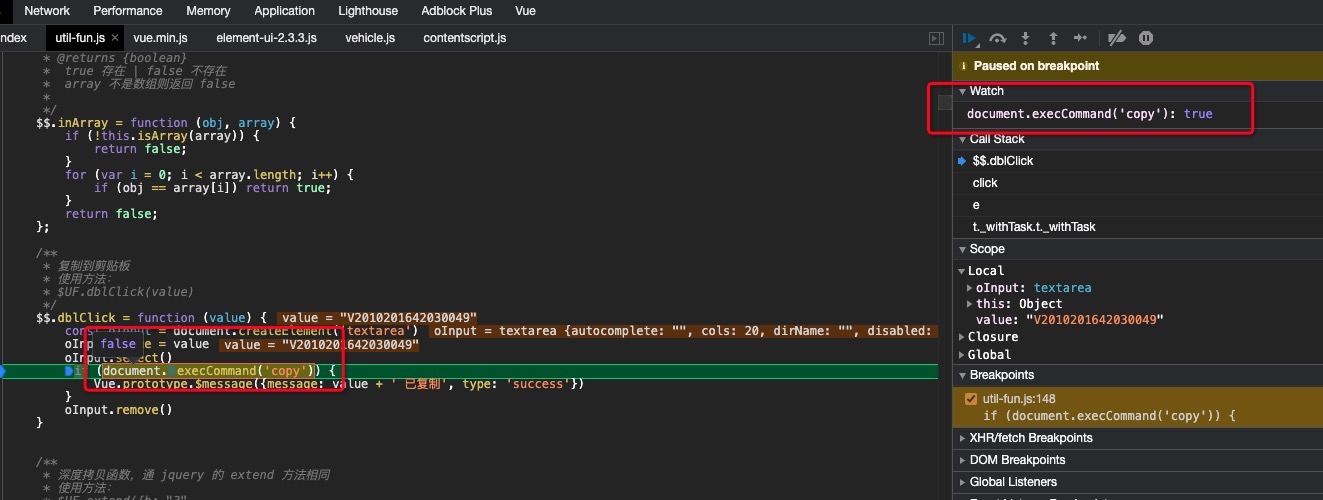 Network Performance Memory Application Lighthouse Adblock Plus Vue
ndex util-fun.js × vue.min.js element-ui-2.3.3.js vehicle.js contentscript.js
* @returns {boolean}
* true 存在 | false 不存在
* array 不是数组则返回 false
*
*/
$$.inArray = function (obj, array) {
if (!this.isArray(array)) {
return false;
}
for (var i = 0; i < array.length; i++) {
if (obj == array[i]) return true;
}
return false;
};
/**
* 复制到剪贴板
* 使用方法:
* $UF.dblClick(value)
*/
$$.dblClick = function (value) { value = "V2010201642030049"
const = document.createElement('textarea') oInput = textarea {autocomplete: "", cols: 20, dirName: "", disabled:
false
= value value = "V2010201642030049"
oInput.select()
if (document.execCommand('copy')) {
Vue.prototype.$message({message: value + ' 已复制', type: 'success'})
}
oInput.remove()
}
/**
* 深度拷贝函数，通 jquery 的 extend 方法相同
* 使用方法:
* $UF.extend({b: "3"
Paused on breakpoint
Watch
document.execCommand('copy'): true
Call Stack
$$.dblClick
click
e
t._withTask.t._withTask
Scope
Local
oInput: textarea
this: Object
value: "V2010201642030049"
Closure
Global
Breakpoints
util-fun.js:148
if (document.execCommand('copy')) {
XHR/fetch Breakpoints
DOM Breakpoints
Global Listeners